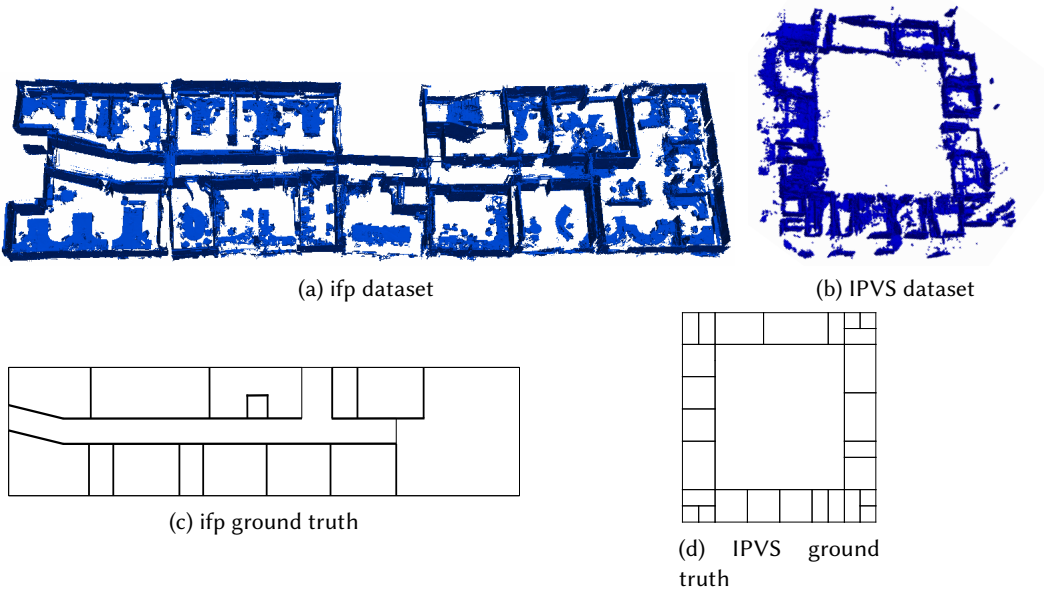 (a) ifp dataset
(b) IPVS dataset
(c) ifp ground truth
(d) IPVS ground
truth